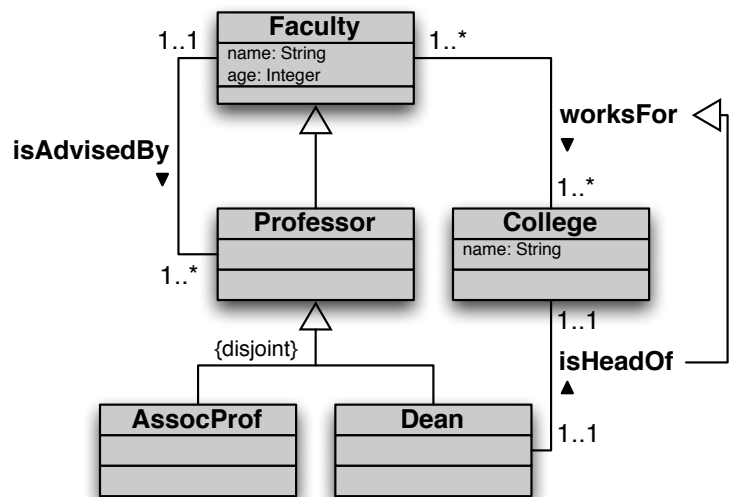 Faculty
name: String
age: Integer
1..1
1..*
isAdvisedBy
worksFor
1..*
Professor
College
name: String
1..*
1..1
{disjoint}
isHeadOf
AssocProf
Dean
1..1